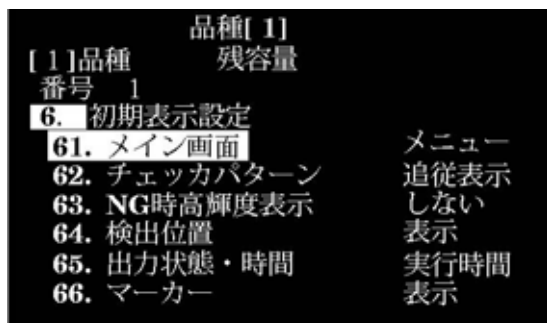 品種[ 1]
[ 1 ]品種 残容量
番号 1
6. 初期表示設定
61. メイン画面 メニュー
62. チェッカパターン 追従表示
63. NG時高輝度表示 しない
64. 検出位置 表示
65. 出力状態・時間 実行時間
66. マーカー 表示